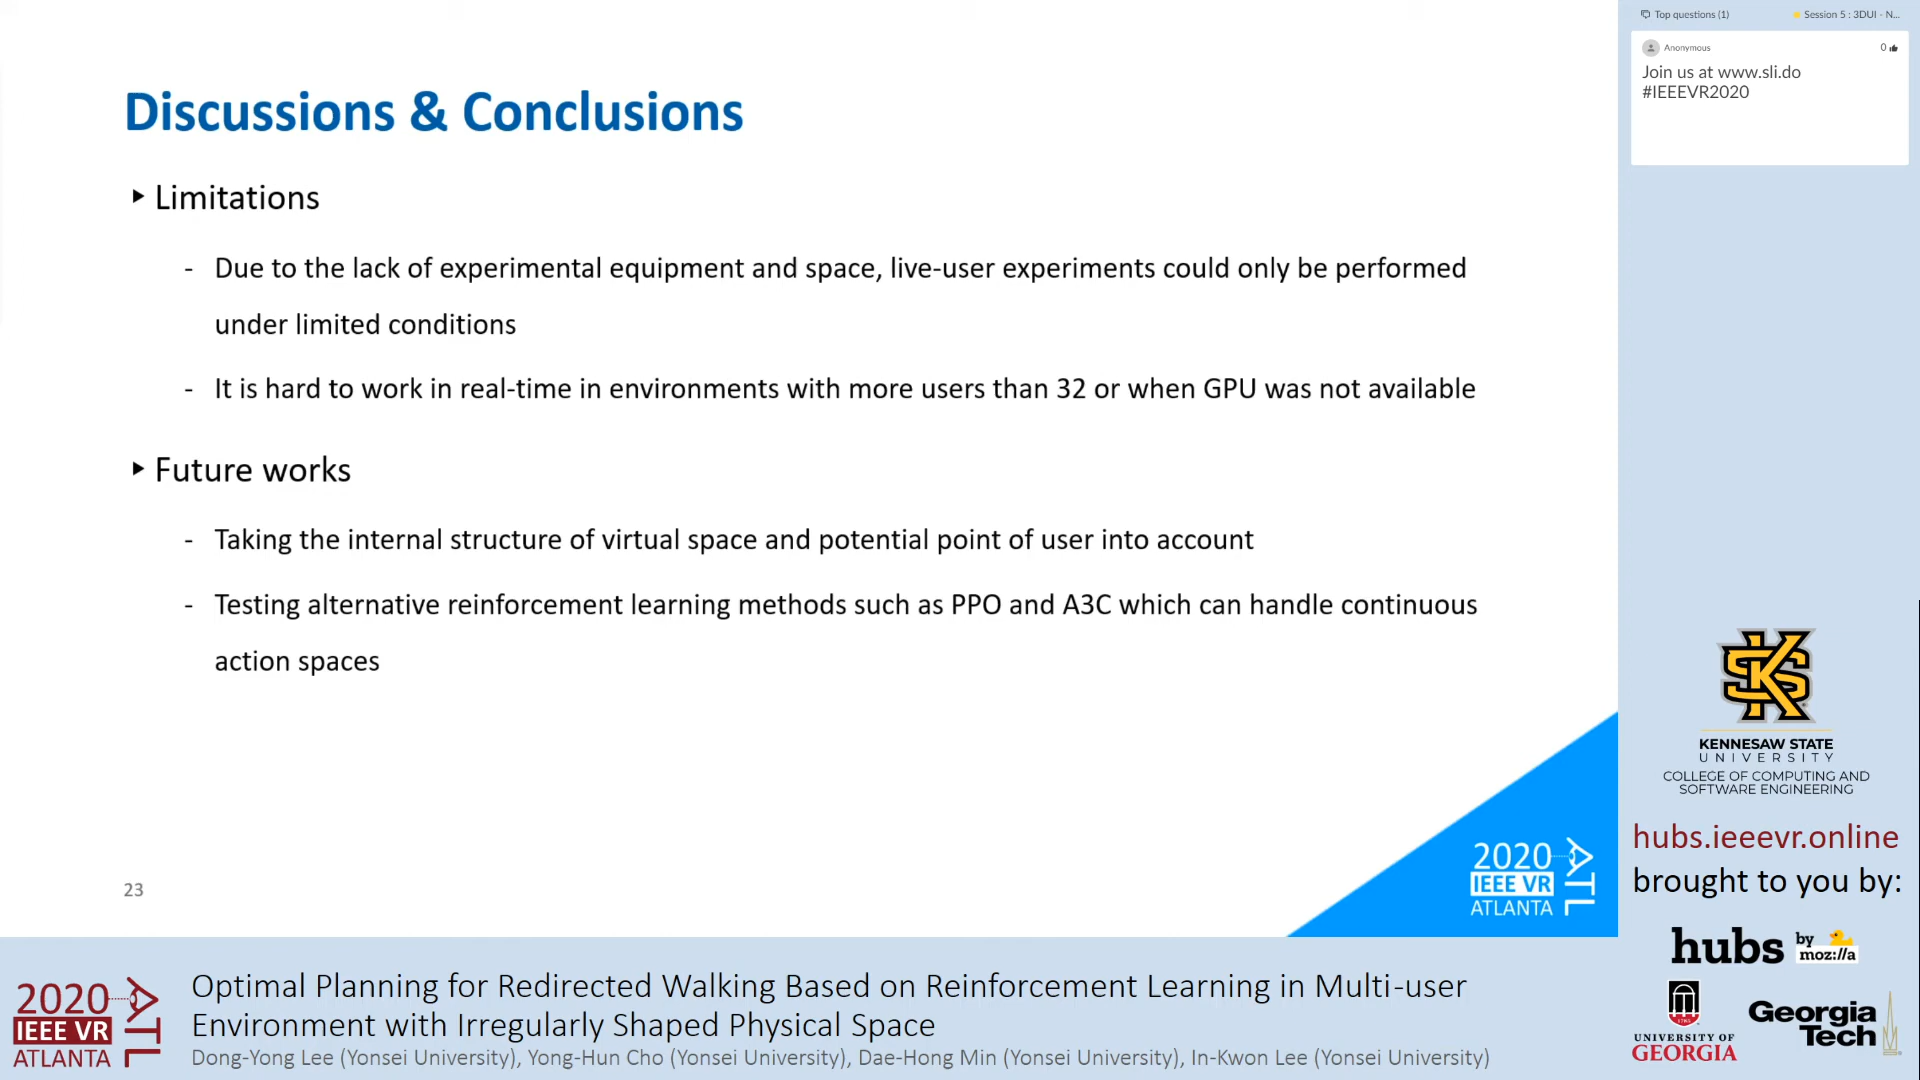 Discussions & Conclusions
‣ Limitations
- Due to the lack of experimental equipment and space, live-user experiments could only be performed
under limited conditions
- It is hard to work in real-time in environments with more users than 32 or when GPU was not available
‣ Future works
- Taking the internal structure of virtual space and potential point of user into account
- Testing alternative reinforcement learning methods such as PPO and A3C which can handle continuous
action spaces
23
2020
IEEE VR
ATLANTA
ATL
Top questions (1)
Session 5 : 3DUI - N...
Anonymous
0
Join us at www.sli.do
#IEEEVR2020
KS
KENNESAW STATE
UNIVERSITY
COLLEGE OF COMPUTING AND
SOFTWARE ENGINEERING
hubs.ieeevr.online
brought to you by:
hubs
by
moz://a
UNIVERSITY OF
GEORGIA
Georgia
Tech
2020
IEEE VR
ATLANTA
ATL
Optimal Planning for Redirected Walking Based on Reinforcement Learning in Multi-user
Environment with Irregularly Shaped Physical Space
Dong-Yong Lee (Yonsei University), Yong-Hun Cho (Yonsei University), Dae-Hong Min (Yonsei University), In-Kwon Lee (Yonsei University)